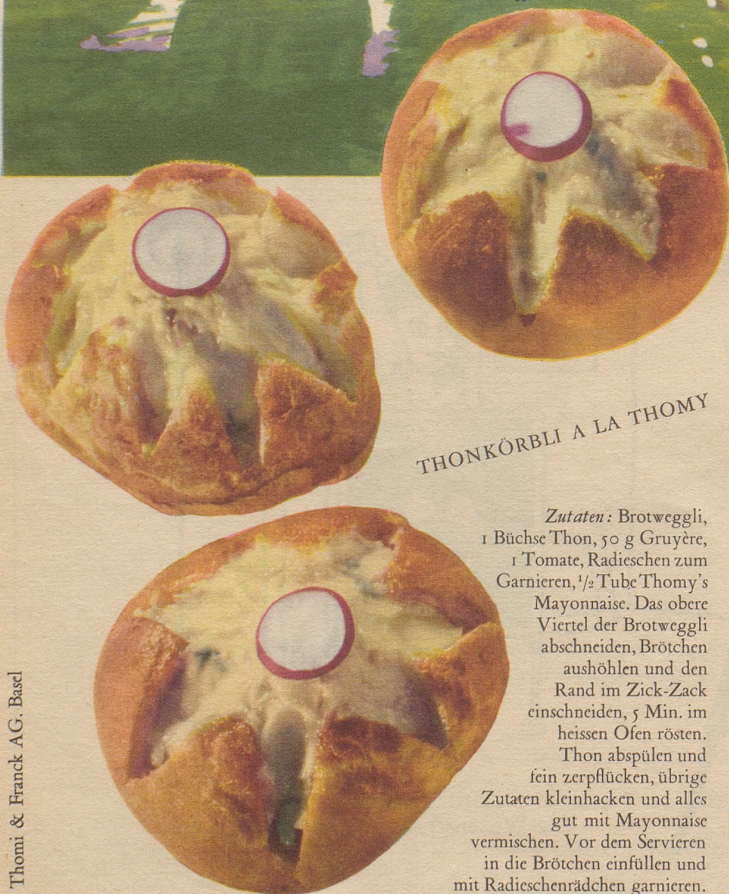 THONKÖRBLI A LA THOMY
Zutaten: Brotweggli,
1 Büchse Thon, 50 g Gruyère,
1 Tomate, Radieschen zum
Garnieren, ½ Tube Thomy's
Mayonnaise. Das obere
Viertel der Brotweggli
abschneiden, Brötchen
aushöhlen und den
Rand im Zick-Zack
einschneiden, 5 Min. im
heissen Ofen rösten.
Thon abspülen und
fein zerpflücken, übrige
Zutaten kleinhacken und alles
gut mit Mayonnaise
vermischen. Vor dem Servieren
in die Brötchen einfüllen und
mit Radieschenrädchen garnieren.
Thomi & Franck AG. Basel